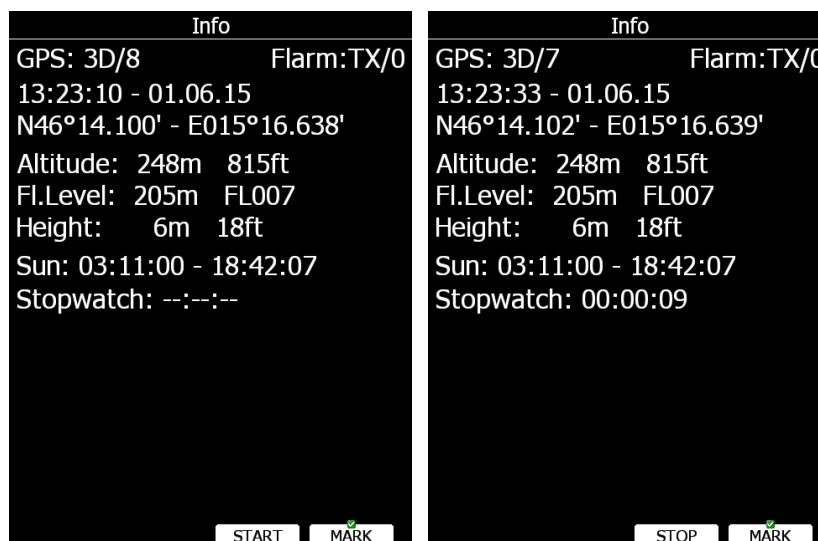 Info
GPS: 3D/8 Flarm:TX/0
13:23:10 - 01.06.15
N46°14.100' - E015°16.638'
Altitude: 248m 815ft
Fl.Level: 205m FL007
Height: 6m 18ft
Sun: 03:11:00 - 18:42:07
Stopwatch: --:--:--
START MARK
Info
GPS: 3D/7 Flarm:TX/0
13:23:33 - 01.06.15
N46°14.102' - E015°16.639'
Altitude: 248m 815ft
Fl.Level: 205m FL007
Height: 6m 18ft
Sun: 03:11:00 - 18:42:07
Stopwatch: 00:00:09
STOP MARK